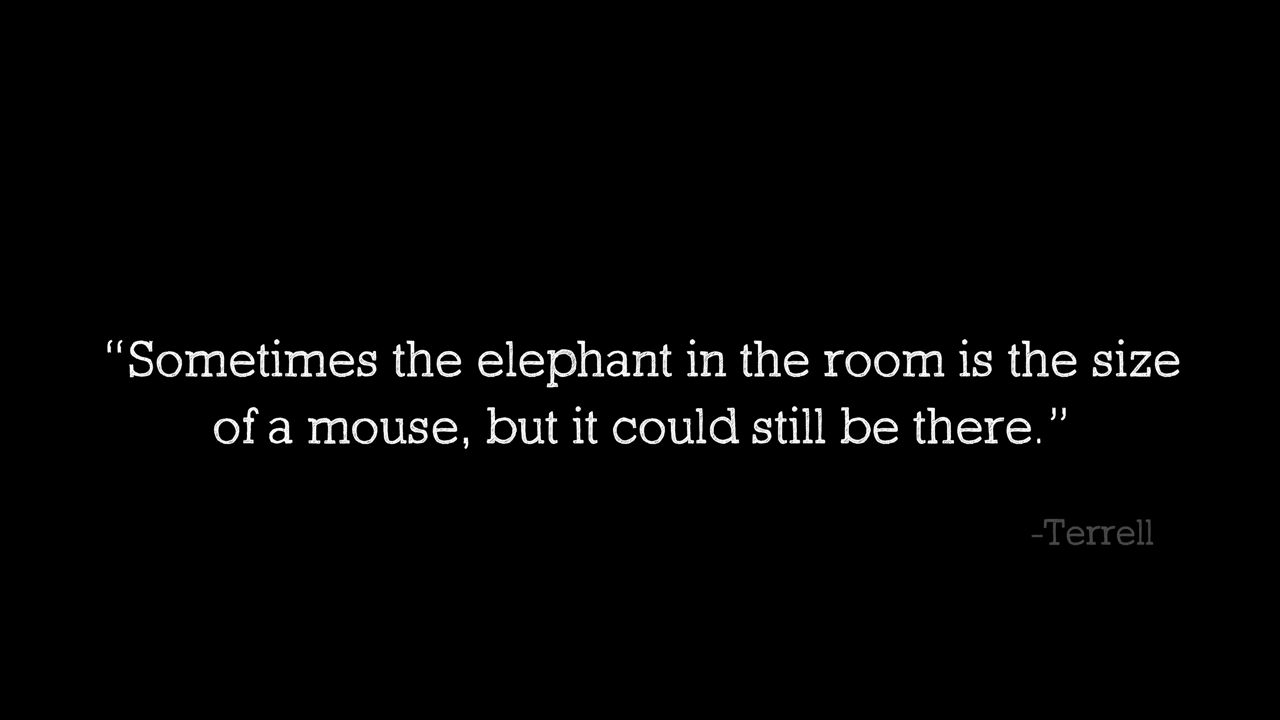 “Sometimes the elephant in the room is the size
of a mouse, but it could still be there.”
-Terrell